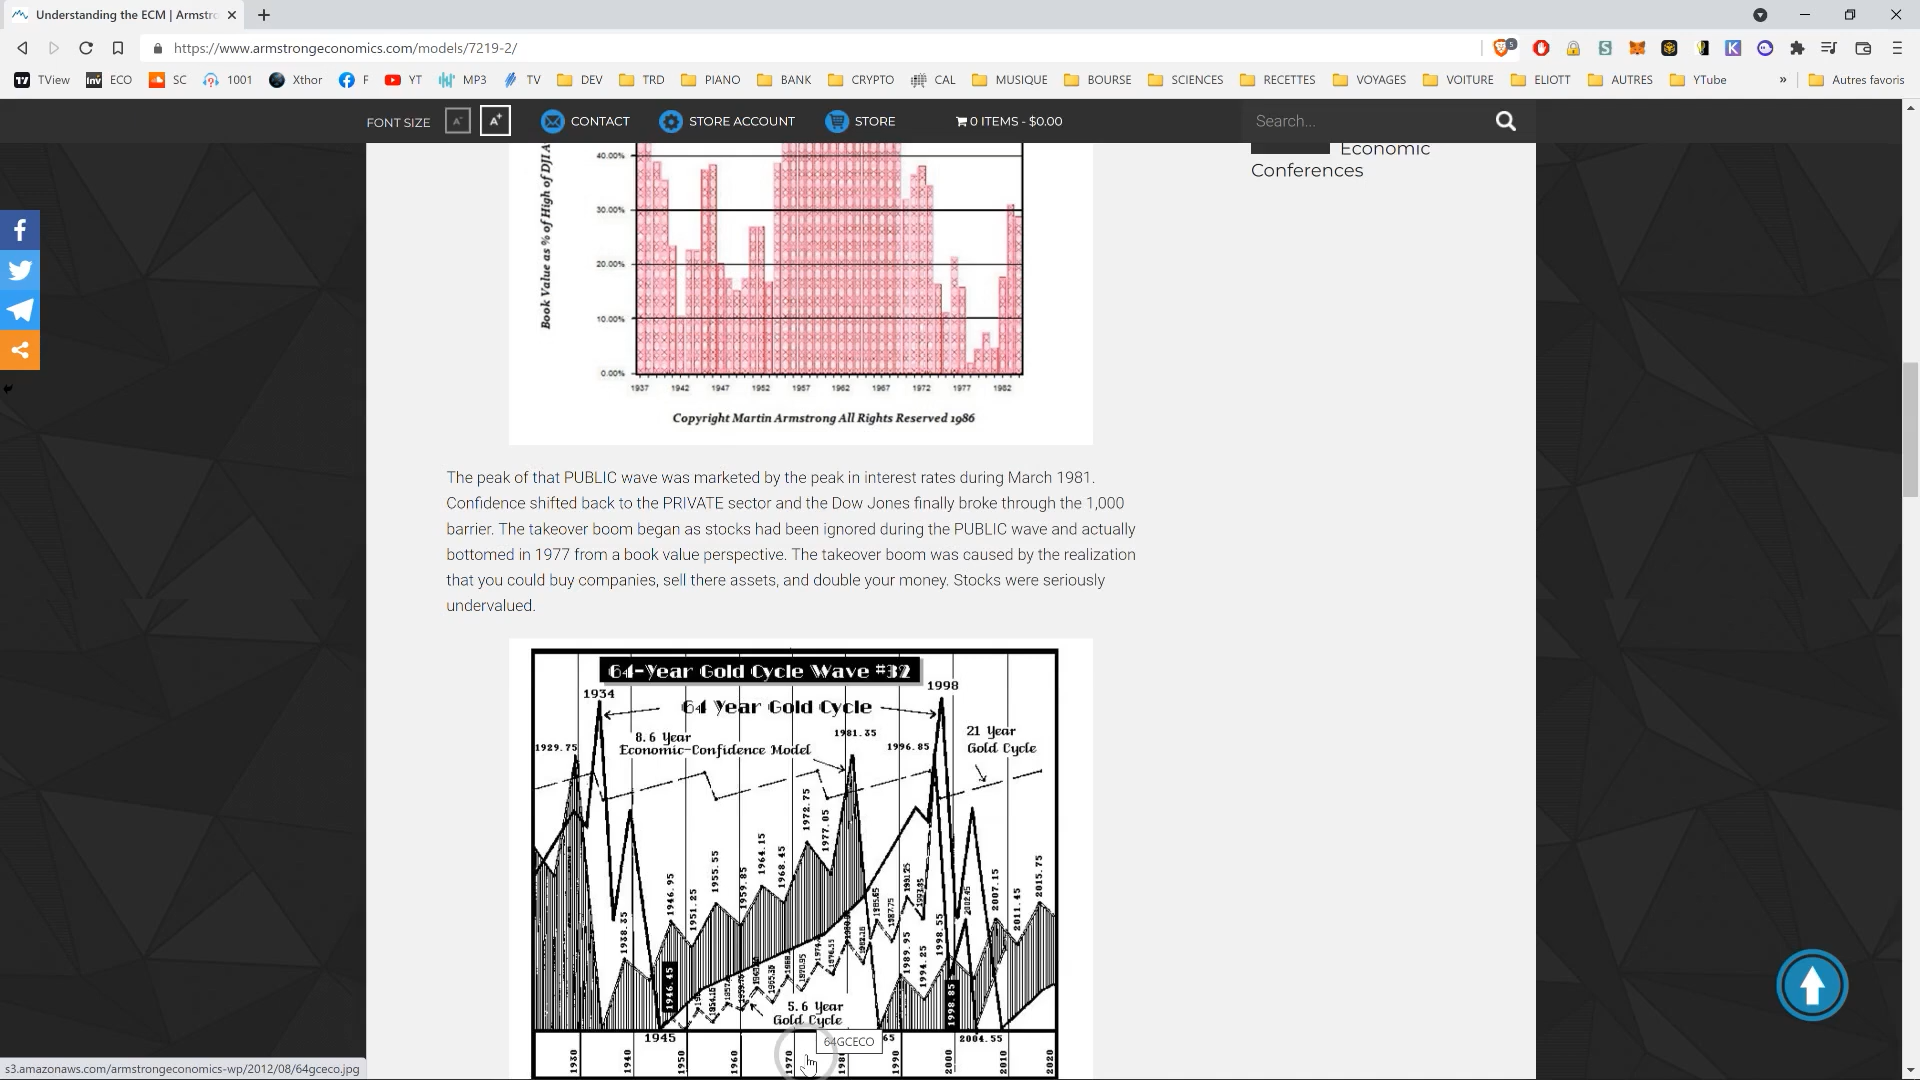 Understanding the ECM | Armstro
https://www.armstrongeconomics.com/models/7219-2/
TView ECO SC 1001 Xthor F YT MP3 TV DEV TRD PIANO BANK CRYPTO CAL MUSIQUE BOURSE SCIENCES RECETTES VOYAGES VOITURE ELIOTT AUTRES YTube » Autres favoris
FONT SIZE A- A+ CONTACT STORE ACCOUNT STORE 0 ITEMS - $0.00 Search...
Economic
Conferences
Book Value as % of High of DJI A
40.00%
30.00%
20.00%
10.00%
0.00%
1937 1942 1947 1952 1957 1962 1967 1972 1977 1982
Copyright Martin Armstrong All Rights Reserved 1986
The peak of that PUBLIC wave was marketed by the peak in interest rates during March 1981.
Confidence shifted back to the PRIVATE sector and the Dow Jones finally broke through the 1,000
barrier. The takeover boom began as stocks had been ignored during the PUBLIC wave and actually
bottomed in 1977 from a book value perspective. The takeover boom was caused by the realization
that you could buy companies, sell there assets, and double your money. Stocks were seriously
undervalued.
64-Year Gold Cycle Wave #32
1934
1998
64 Year Gold Cycle
8.6 Year
Economic-Confidence Model
1929.75
1981.35
1996.85
21 Year
Gold Cycle
1938.35
1946.95
1951.25
1955.55
1959.85
1964.15
1968.45
1972.75
1977.05
1989.95
1994.25
1998.55
2007.15
2011.45
2015.75
1946.45
1998.85
5.6 Year
Gold Cycle
1945
64GCECO
65
2004.55
1930 1940 1950 1960 1970 198 1990 2000 2010 2020
s3.amazonaws.com/armstrongeconomics-wp/2012/08/64gceco.jpg